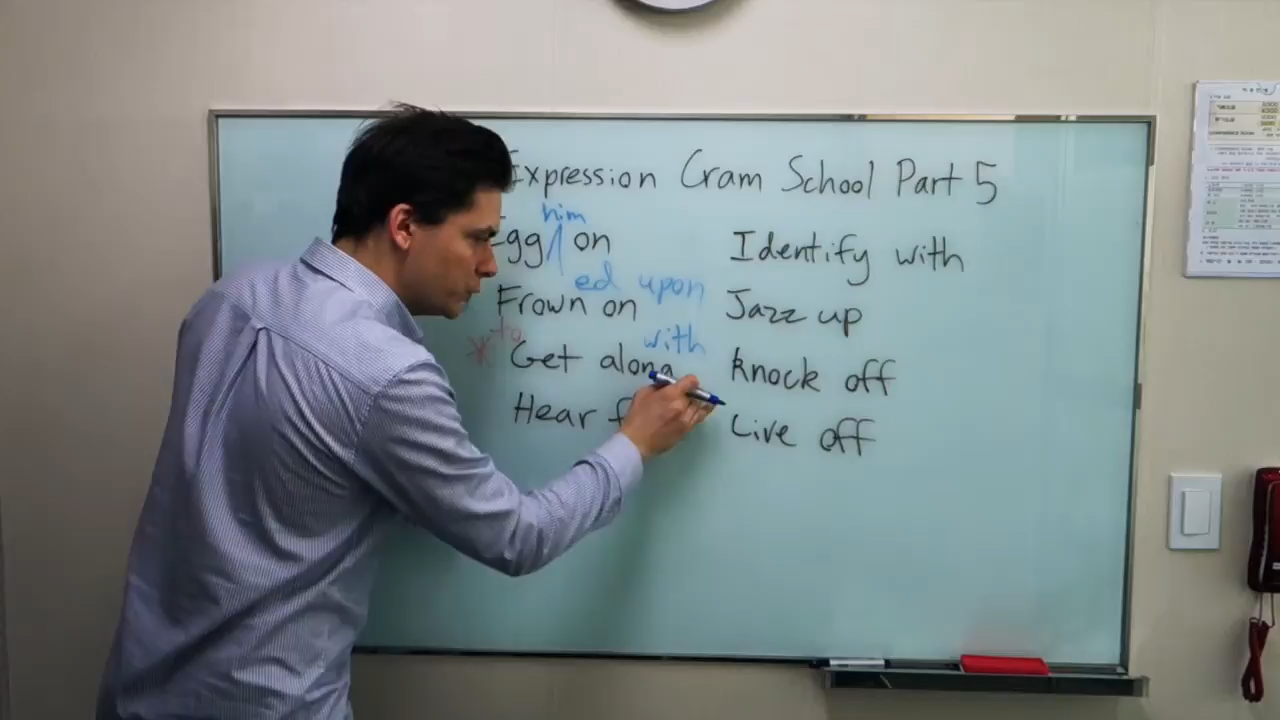 Expression Cram School Part 5
him
Egg on
ed upon
Frown on
to
with
* Get along
Hear
Identify with
Jazz up
Knock off
Live off